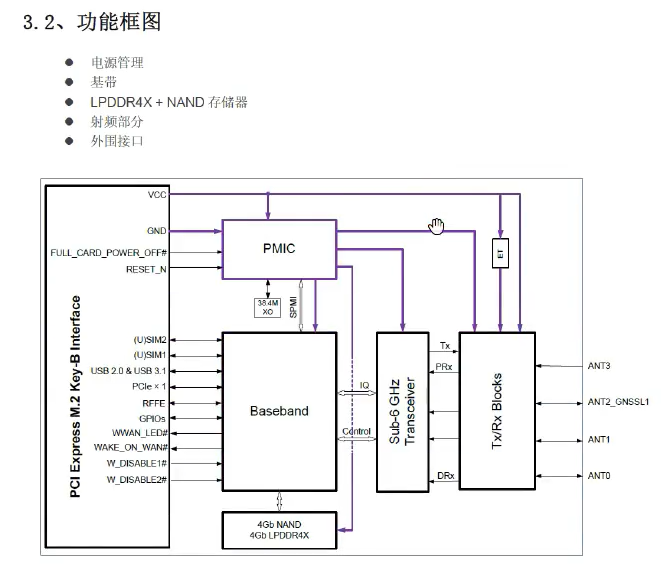 3.2、功能框图
电源管理
基带
LPDDR4X + NAND 存储器
射频部分
外围接口
PCI Express M.2 Key-B Interface
VCC
GND
FULL_CARD_POWER_OFF#
RESET_N
(U)SIM2
(U)SIM1
USB 2.0 & USB 3.1
PCIe × 1
RFFE
GPIOs
WWAN_LED#
WAKE_ON_WAN#
W_DISABLE1#
W_DISABLE2#
PMIC
38.4M
XO
SPMI
Baseband
4Gb NAND
4Gb LPDDR4X
IQ
Control
Sub-6 GHz
Transceiver
Tx
PRx
DRx
ET
Tx/Rx Blocks
ANT3
ANT2_GNSSL1
ANT1
ANT0